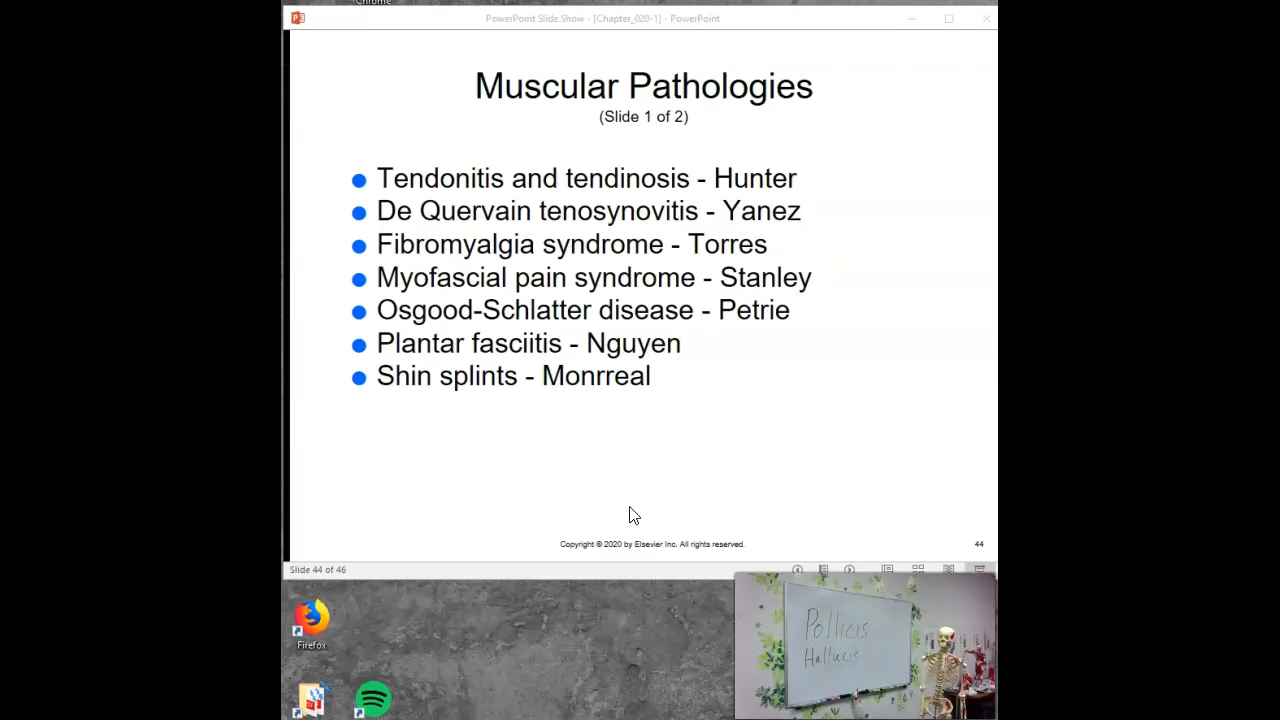 Chrome
PowerPoint Slide Show - [Chapter_020-1] - PowerPoint
Muscular Pathologies
(Slide 1 of 2)
Tendonitis and tendinosis - Hunter
De Quervain tenosynovitis - Yanez
Fibromyalgia syndrome - Torres
Myofascial pain syndrome - Stanley
Osgood-Schlatter disease - Petrie
Plantar fasciitis - Nguyen
Shin splints - Monrreal
Copyright © 2020 by Elsevier Inc. All rights reserved.
44
Slide 44 of 46
Pollicis
Hallucis
Firefox